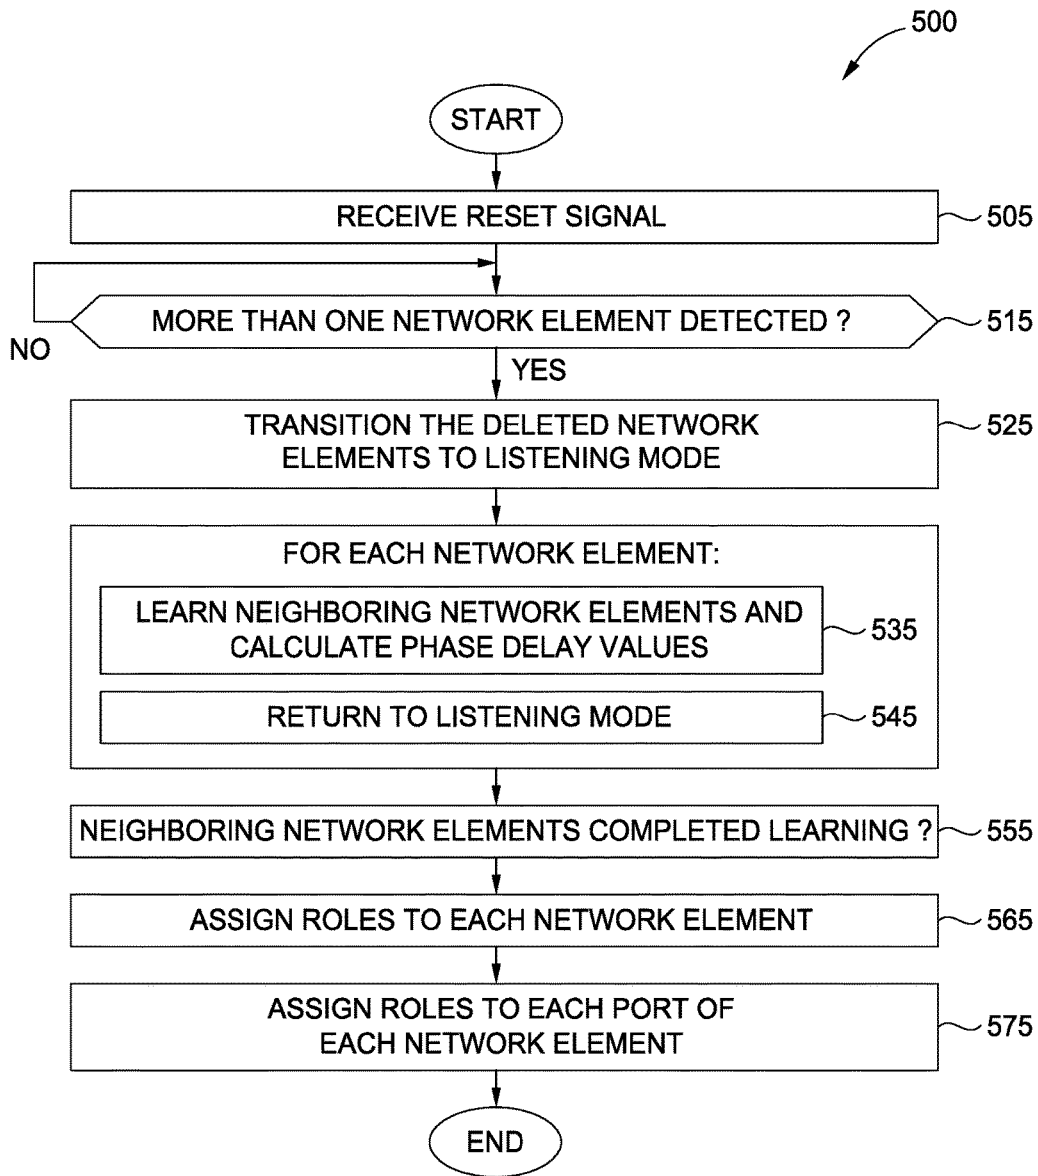 500
START
RECEIVE RESET SIGNAL
505
MORE THAN ONE NETWORK ELEMENT DETECTED ?
515
NO
YES
TRANSITION THE DELETED NETWORK
ELEMENTS TO LISTENING MODE
525
FOR EACH NETWORK ELEMENT:
LEARN NEIGHBORING NETWORK ELEMENTS AND
CALCULATE PHASE DELAY VALUES
535
RETURN TO LISTENING MODE
545
NEIGHBORING NETWORK ELEMENTS COMPLETED LEARNING ?
555
ASSIGN ROLES TO EACH NETWORK ELEMENT
565
ASSIGN ROLES TO EACH PORT OF
EACH NETWORK ELEMENT
575
END